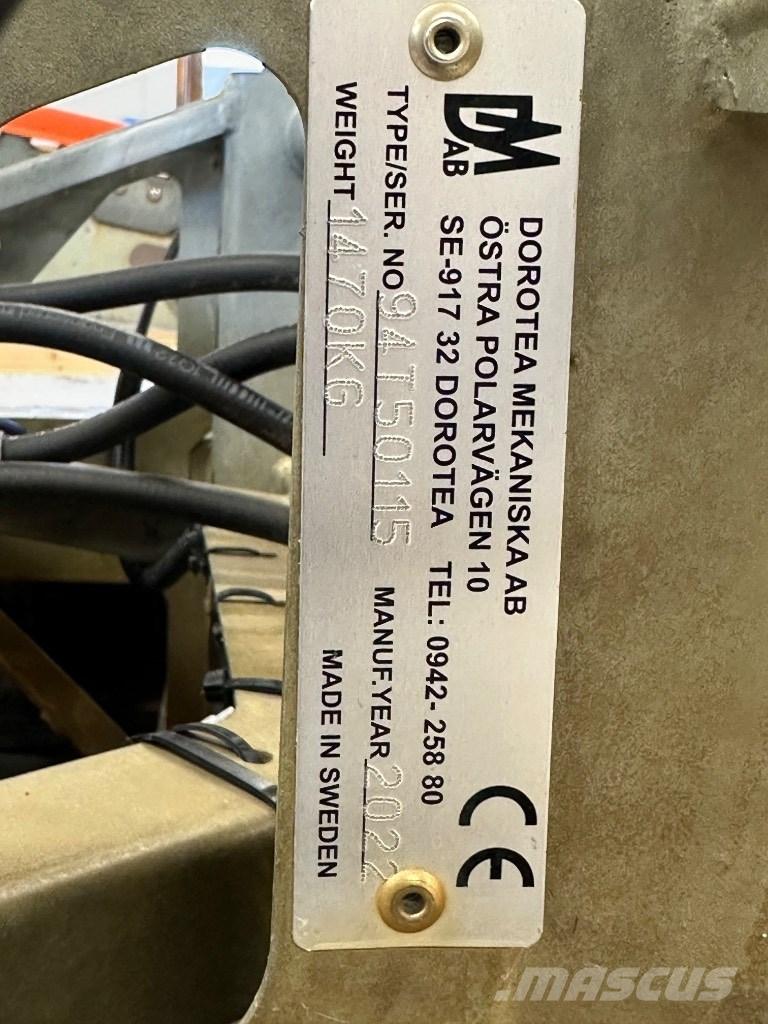 DM
AB
DOROTEA MEKANISKA AB
ÖSTRA POLARVÄGEN 10
SE-917 32 DOROTEA TEL: 0942- 258 80
CE
TYPE/SER. NO 94T50115 MANUF.YEAR 2022
WEIGHT 1470KG MADE IN SWEDEN
MASCUS